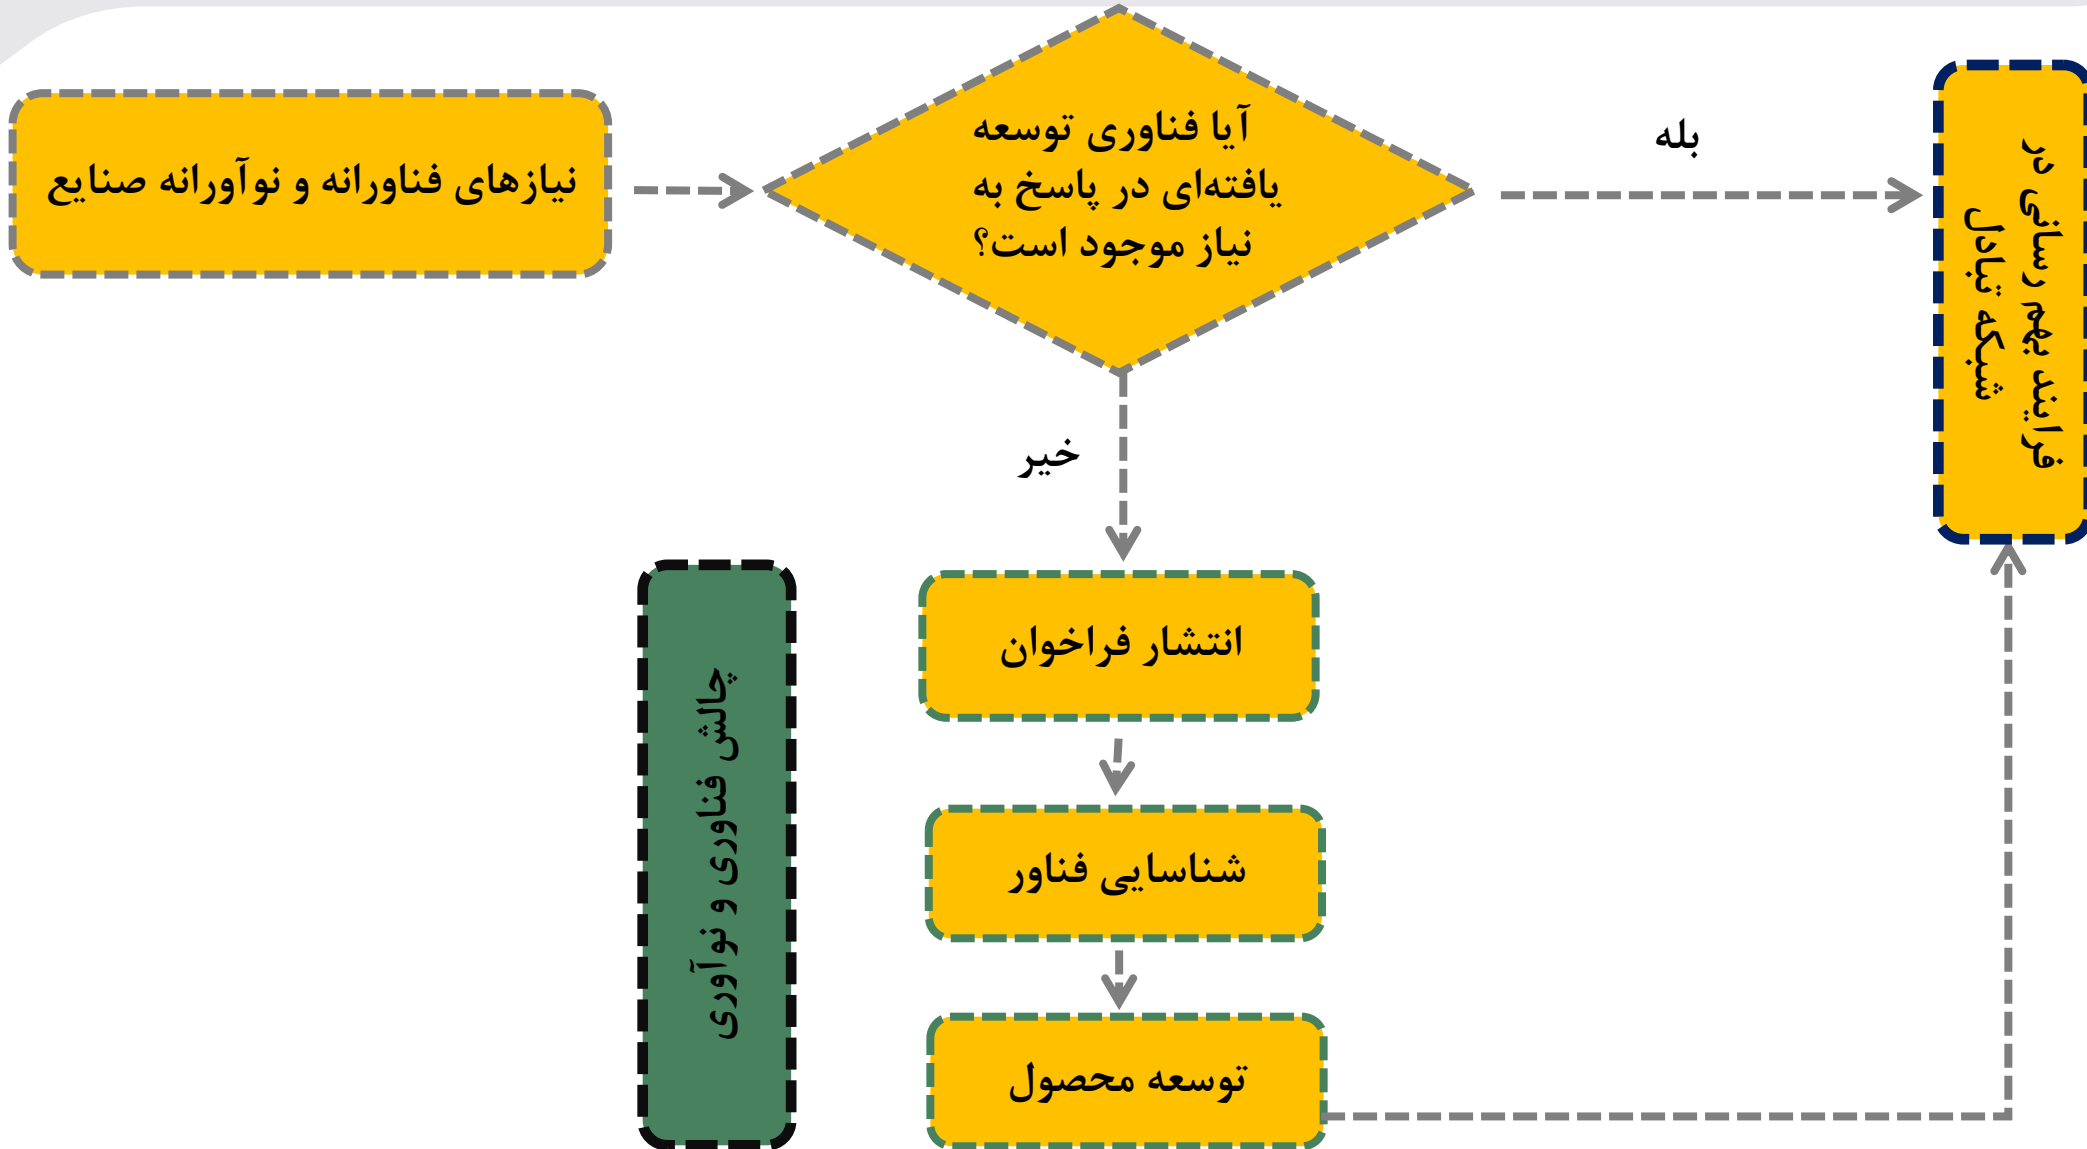 نیازهای فناورانه و نوآورانه صنایع
آیا فناوری توسعه
یافته‌ای در پاسخ به
نیاز موجود است؟
بله
فرایند بهم رسانی در
شبکه تبادل
خیر
انتشار فراخوان
شناسایی فناور
توسعه محصول
چالش فناوری و نوآوری